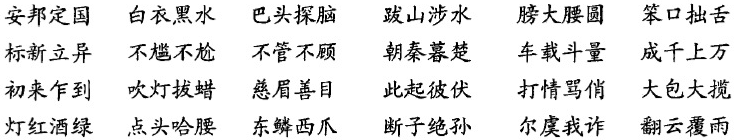 安邦定国 白衣黑水 巴头探脑 跋山涉水 膀大腰圆 笨口拙舌
标新立异 不尴不尬 不管不顾 朝秦暮楚 车载斗量 成千上万
初来乍到 吹灯拔蜡 慈眉善目 此起彼伏 打情骂俏 大包大揽
灯红酒绿 点头哈腰 东鳞西爪 断子绝孙 尔虞我诈 翻云覆雨